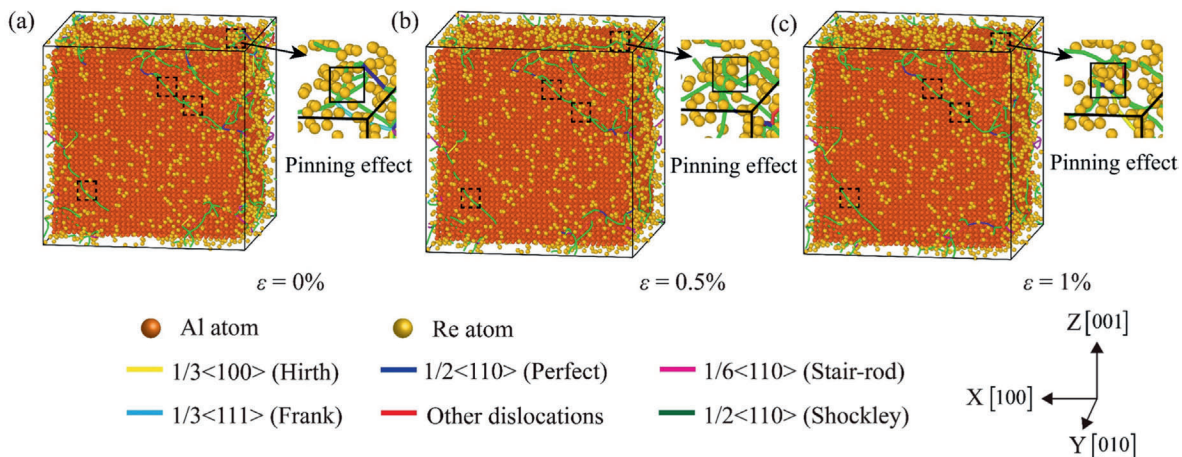 (a)
(b)
(c)
Pinning effect
Pinning effect
Pinning effect
ε = 0%
ε = 0.5%
ε = 1%
Al atom
Re atom
1/3<100> (Hirth)
1/2<110> (Perfect)
1/6<110> (Stair-rod)
1/3<111> (Frank)
Other dislocations
1/2<110> (Shockley)
Z [001]
X [100]
Y [010]